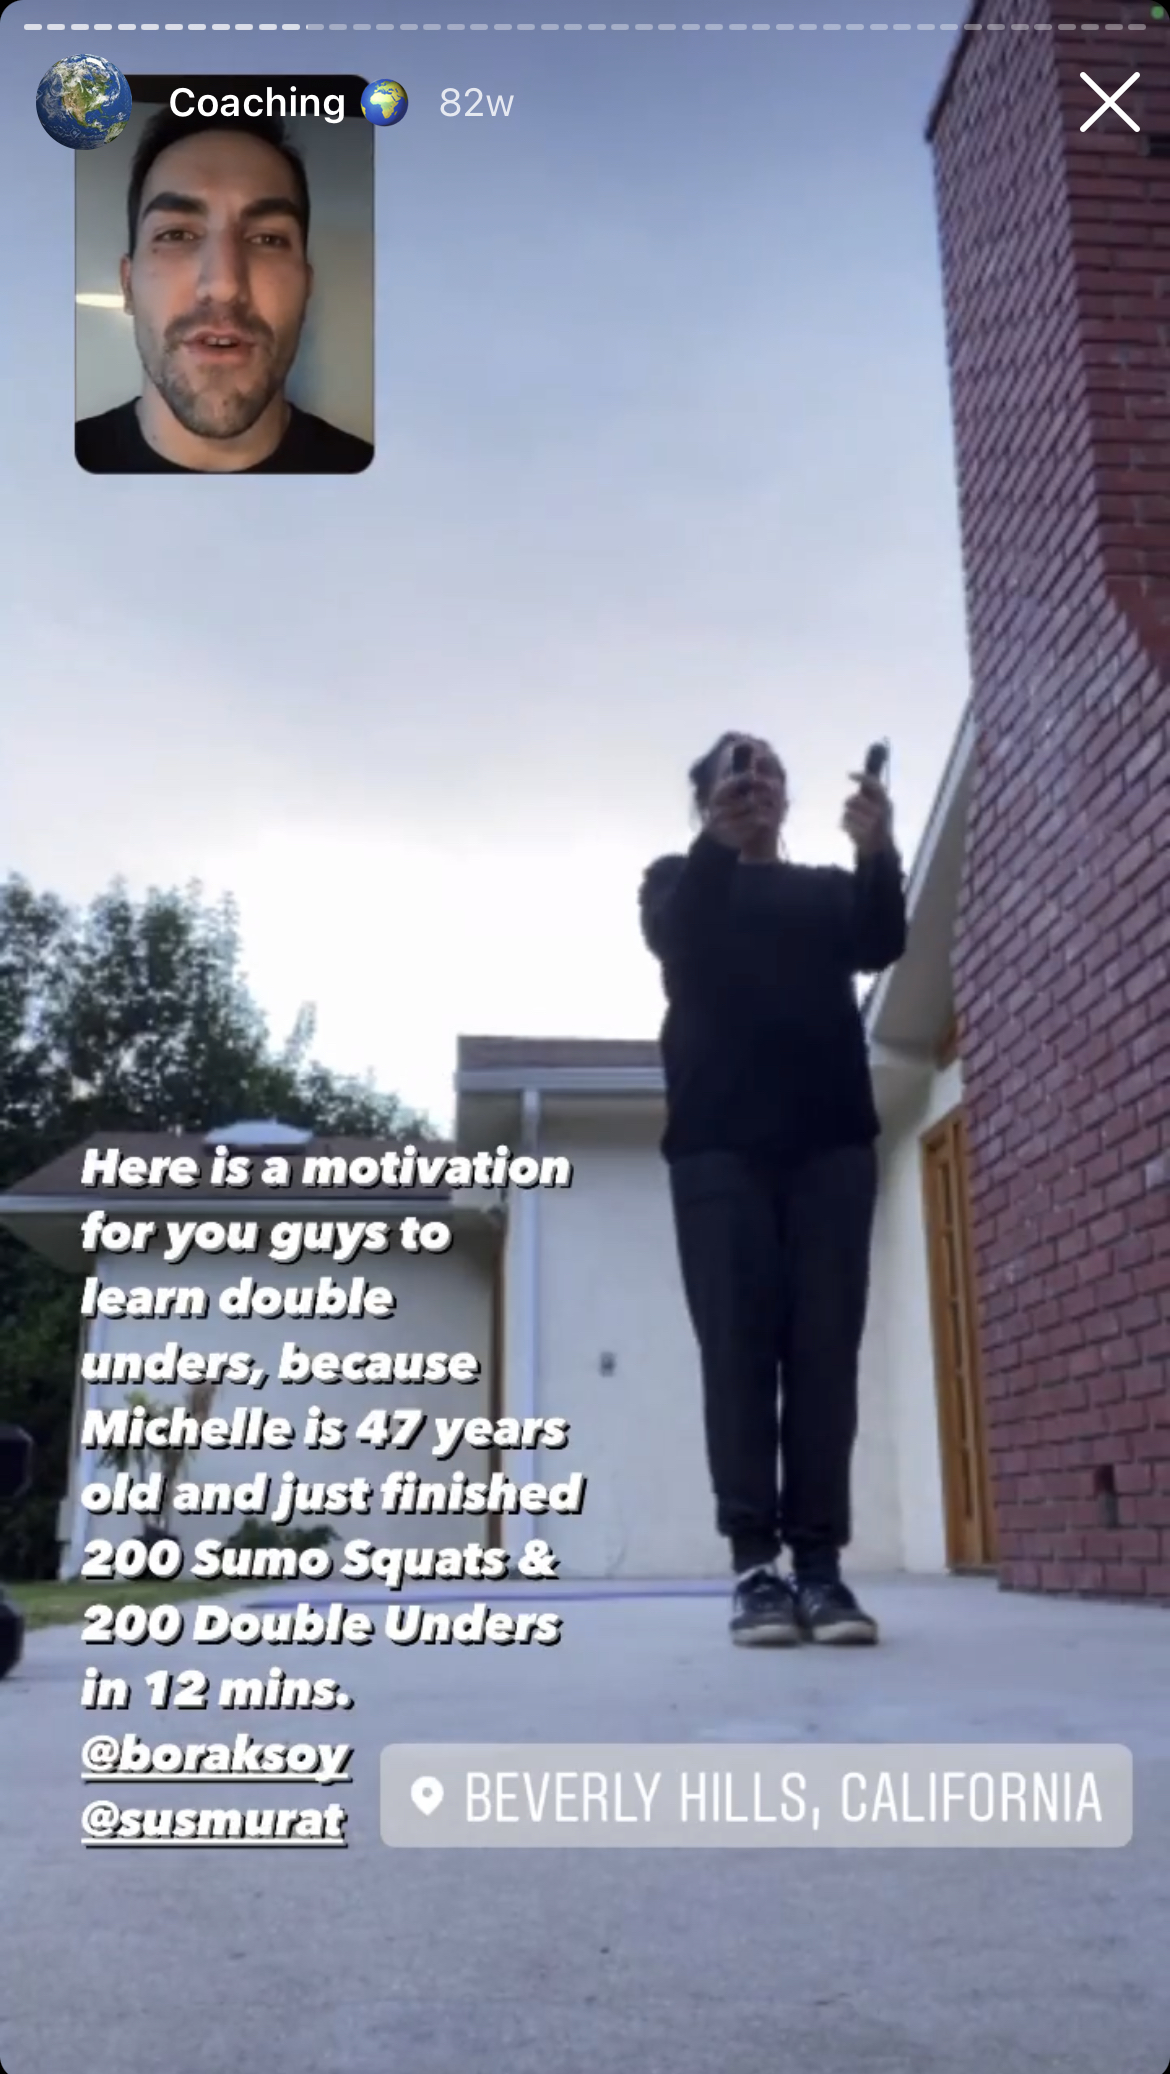 Coaching 🌍 82w
Here is a motivation
for you guys to
learn double
unders, because
Michelle is 47 years
old and just finished
200 Sumo Squats &
200 Double Unders
in 12 mins.
@boraksoy
@susmurat
BEVERLY HILLS, CALIFORNIA